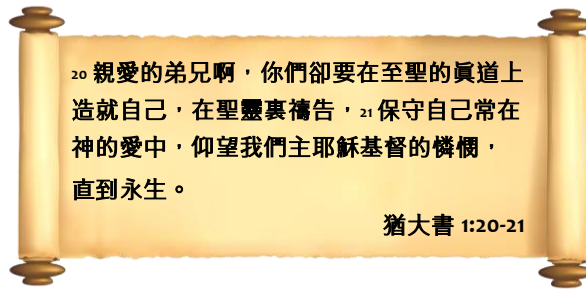 20 親愛的弟兄啊，你們卻要在至聖的眞道上
造就自己，在聖靈裏禱告，21 保守自己常在
神的愛中，仰望我們主耶穌基督的憐憫，
直到永生。
猶大書 1:20-21